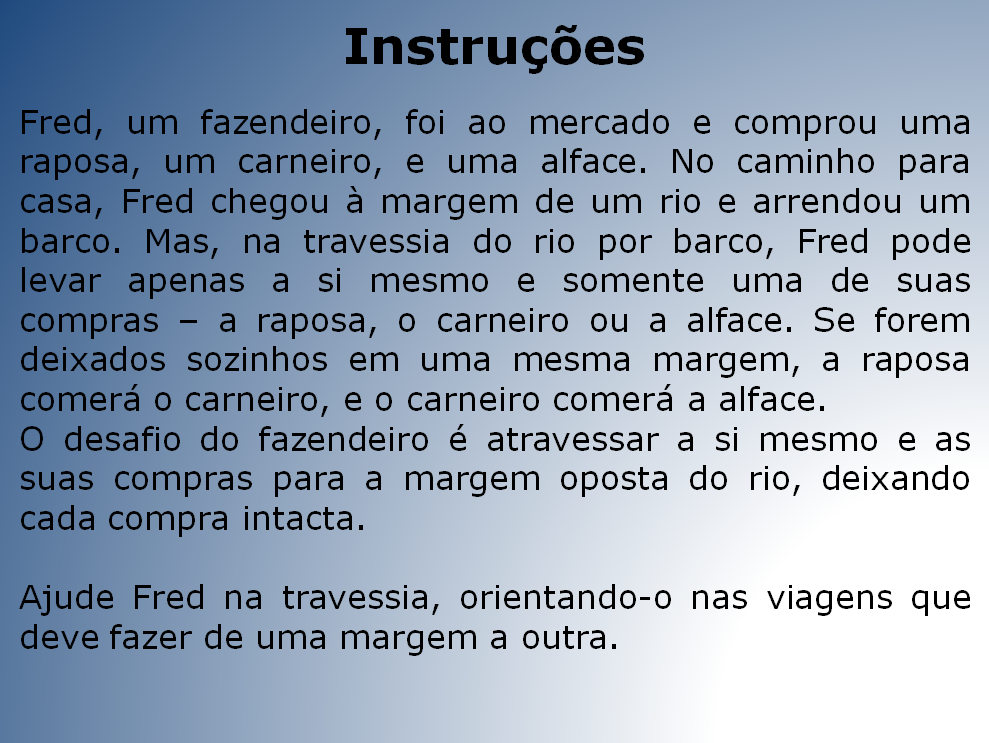 Instruções
Fred, um fazendeiro, foi ao mercado e comprou uma
raposa, um carneiro, e uma alface. No caminho para
casa, Fred chegou à margem de um rio e arrendou um
barco. Mas, na travessia do rio por barco, Fred pode
levar apenas a si mesmo e somente uma de suas
compras – a raposa, o carneiro ou a alface. Se forem
deixados sozinhos em uma mesma margem, a raposa
comerá o carneiro, e o carneiro comerá a alface.
O desafio do fazendeiro é atravessar a si mesmo e as
suas compras para a margem oposta do rio, deixando
cada compra intacta.
Ajude Fred na travessia, orientando-o nas viagens que
deve fazer de uma margem a outra.